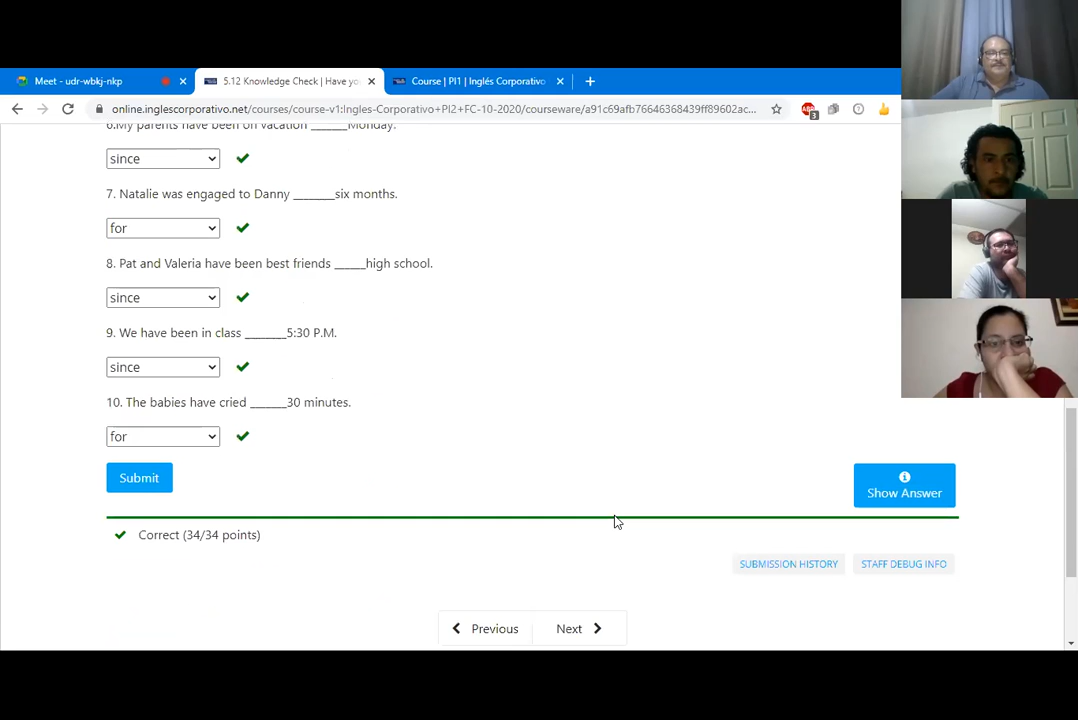 Meet - udr-wbkj-nkp
5.12 Knowledge Check | Have yo
Course | PI1 | Inglés Corporativo
online.inglescorporativo.net/courses/course-v1:Ingles-Corporativo+PI2+FC-10-2020/courseware/a91c69afb76646368439ff89602ac...
ABP
3
6.My parents have been on vacation ______Monday.
since
7. Natalie was engaged to Danny _______six months.
for
8. Pat and Valeria have been best friends _____high school.
since
9. We have been in class _______5:30 P.M.
since
10. The babies have cried ______30 minutes.
for
Submit
Show Answer
Correct (34/34 points)
SUBMISSION HISTORY
STAFF DEBUG INFO
Previous
Next